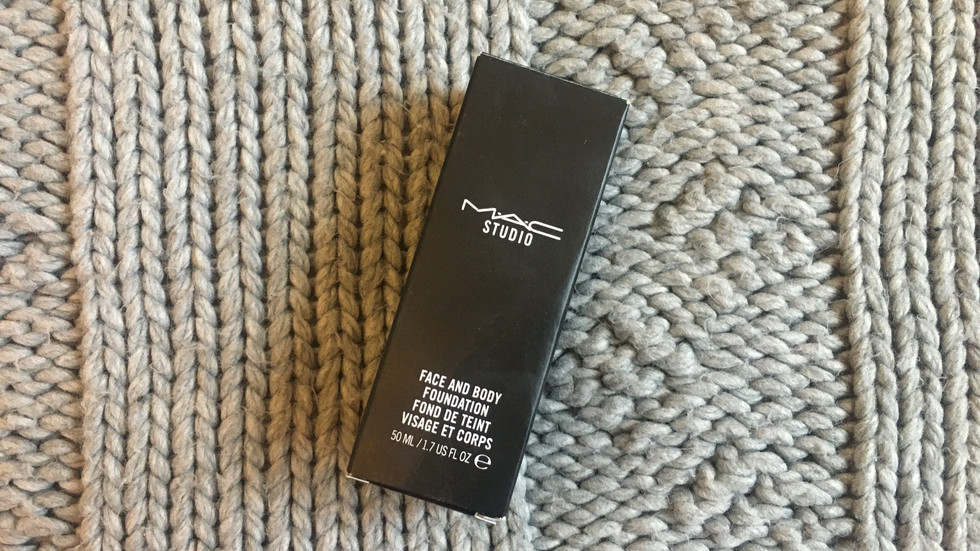 M·A·C
STUDIO
FACE AND BODY
FOUNDATION
FOND DE TEINT
VISAGE ET CORPS
50 ML / 1.7 US FL OZ ℮